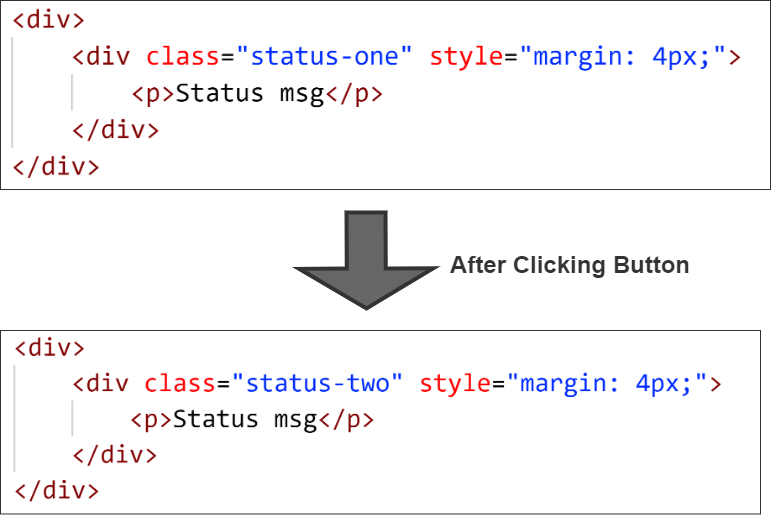 <div>
<div class="status-one" style="margin: 4px;">
<p>Status msg</p>
</div>
</div>
After Clicking Button
<div>
<div class="status-two" style="margin: 4px;">
<p>Status msg</p>
</div>
</div>